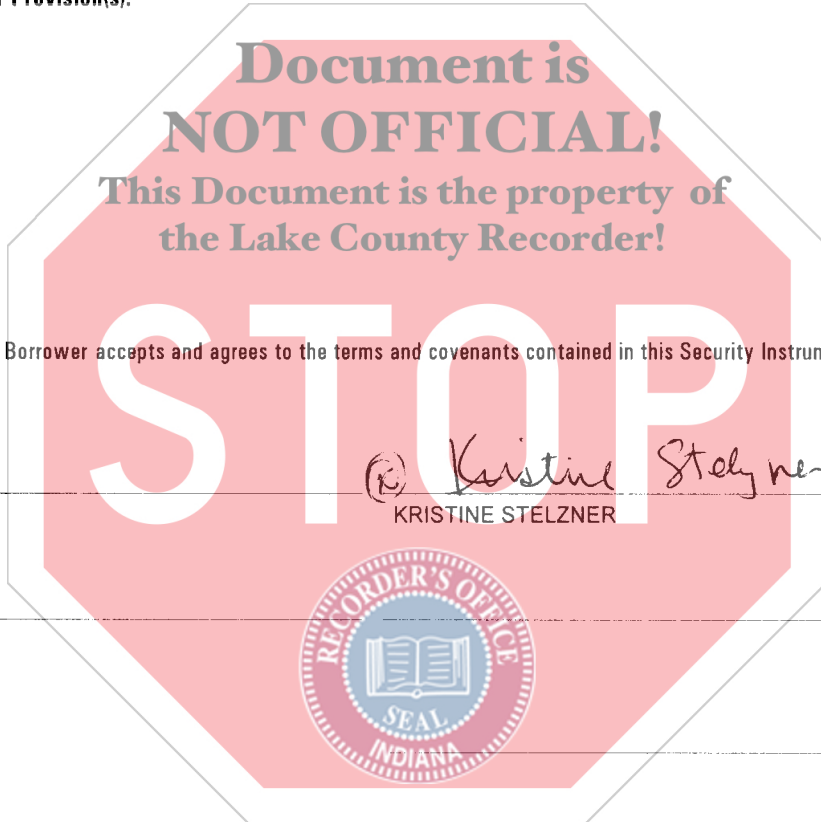 Provision(s).
Document is
NOT OFFICIAL!
This Document is the property of
the Lake County Recorder!
STOP
Borrower accepts and agrees to the terms and covenants contained in this Security
Kristine Stelzner
KRISTINE STELZNER
RECORDER'S OFFICE
SEAL
INDIANA